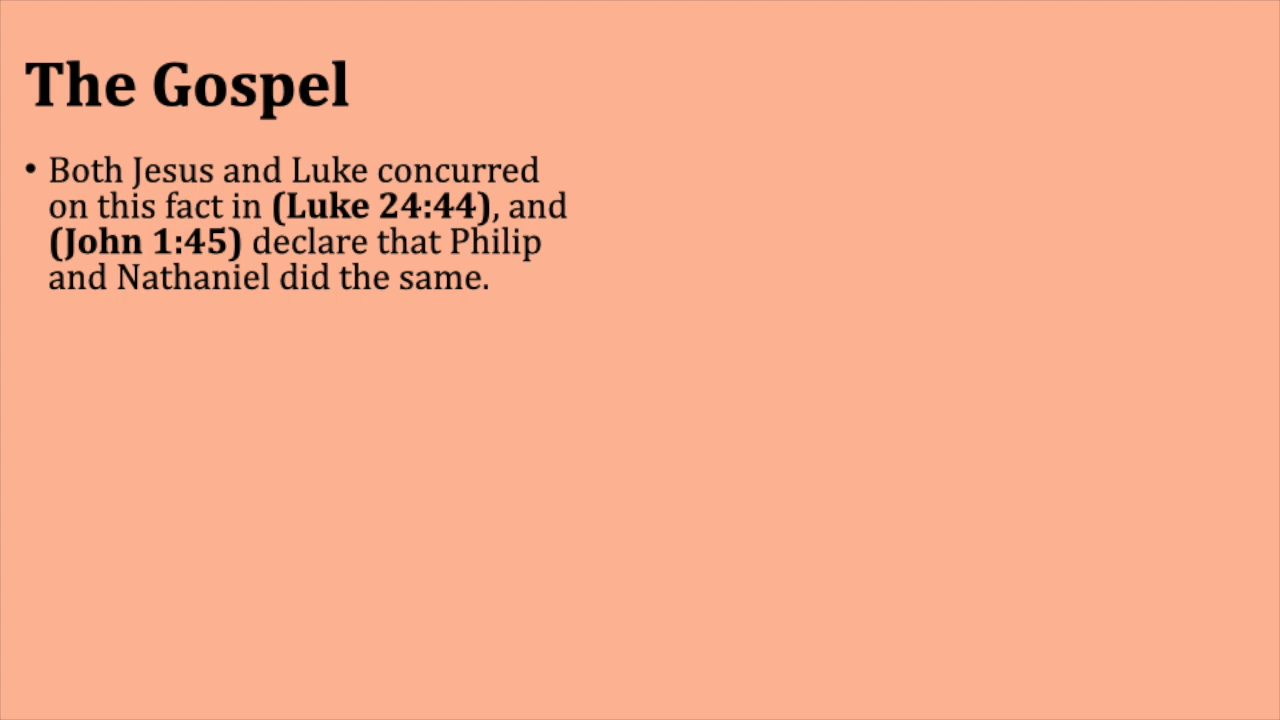 The Gospel
• Both Jesus and Luke concurred
on this fact in (Luke 24:44), and
(John 1:45) declare that Philip
and Nathaniel did the same.